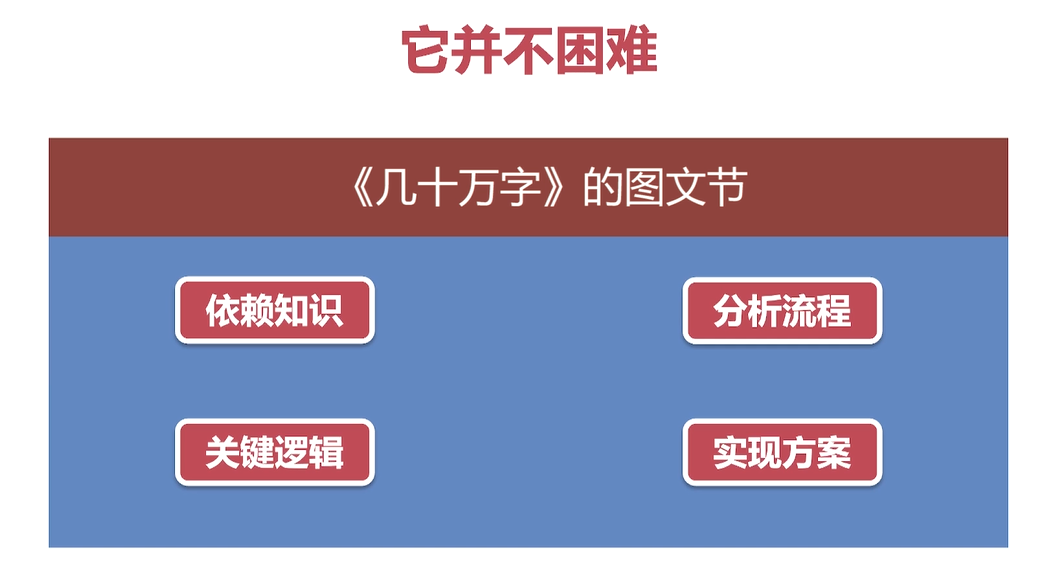 它并不困难
《几十万字》的图文节
依赖知识
分析流程
关键逻辑
实现方案